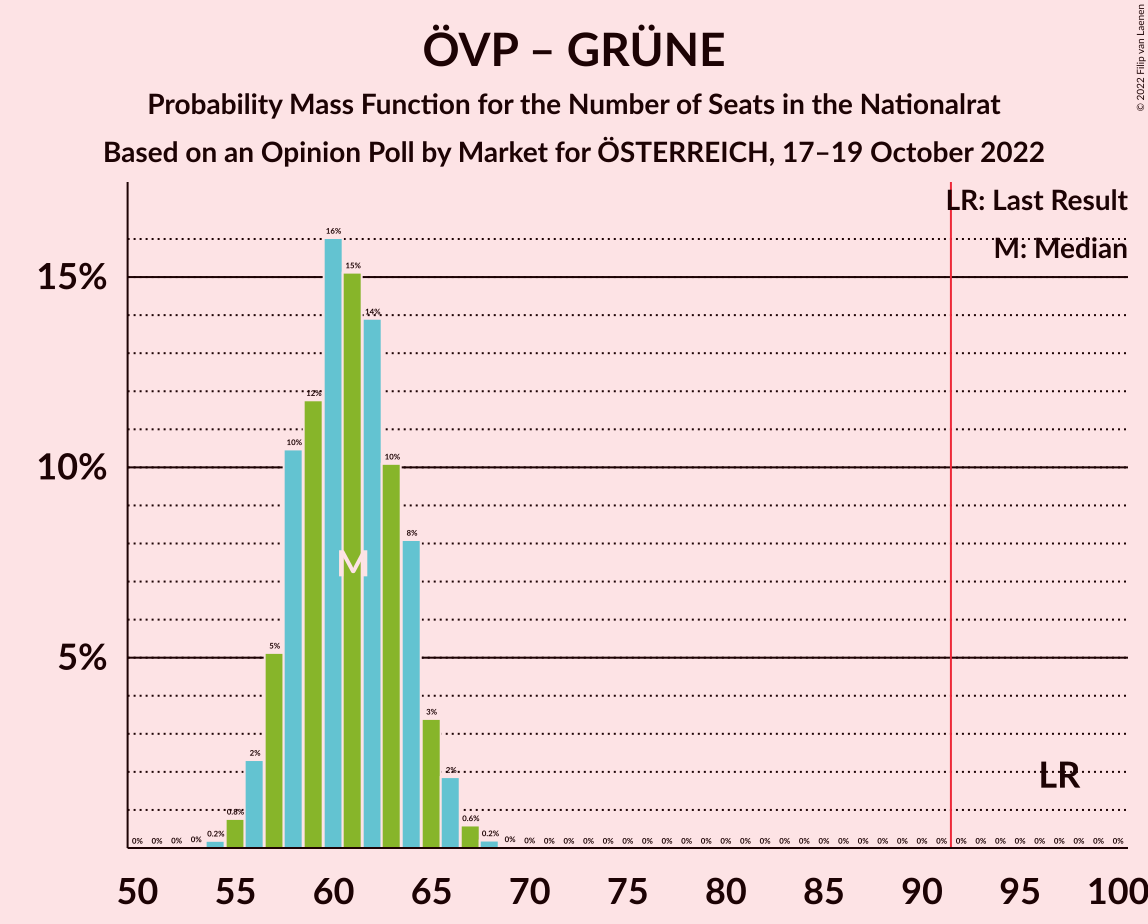 ÖVP – GRÜNE
Probability Mass Function for the Number of Seats in the Nationalrat
Based on an Opinion Poll by Market for ÖSTERREICH, 17–19 October 2022
© 2022 Filip van Laenen
LR: Last Result
M: Median
15%
10%
5%
0% 0% 0% 0% 0.2% 0.8% 2% 5% 10% 12% 16% 15% 14% 10% 8% 3% 2% 0.6% 0.2% 0% 0% 0% 0% 0% 0% 0% 0% 0% 0% 0% 0% 0% 0% 0% 0% 0% 0% 0% 0% 0% 0% 0% 0% 0% 0% 0% 0% 0% 0% 0% 0%
M
LR
50 55 60 65 70 75 80 85 90 95 100